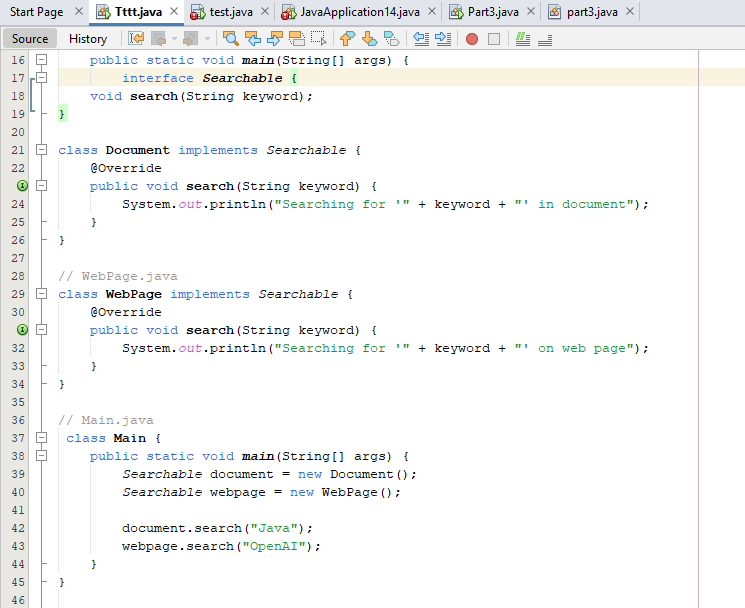 Start Page Tttt.java test.java JavaApplication14.java Part3.java part3.java
Source History
16 public static void main(String[] args) {
17 interface Searchable {
18 void search(String keyword);
19 }
20
21 class Document implements Searchable {
22 @Override
public void search(String keyword) {
24 System.out.println("Searching for '" + keyword + "' in document");
25 }
26 }
27
28 // WebPage.java
29 class WebPage implements Searchable {
30 @Override
public void search(String keyword) {
32 System.out.println("Searching for '" + keyword + "' on web page");
33 }
34 }
35
36 // Main.java
37 class Main {
38 public static void main(String[] args) {
39 Searchable document = new Document();
40 Searchable webpage = new WebPage();
41
42 document.search("Java");
43 webpage.search("OpenAI");
44 }
45 }
46